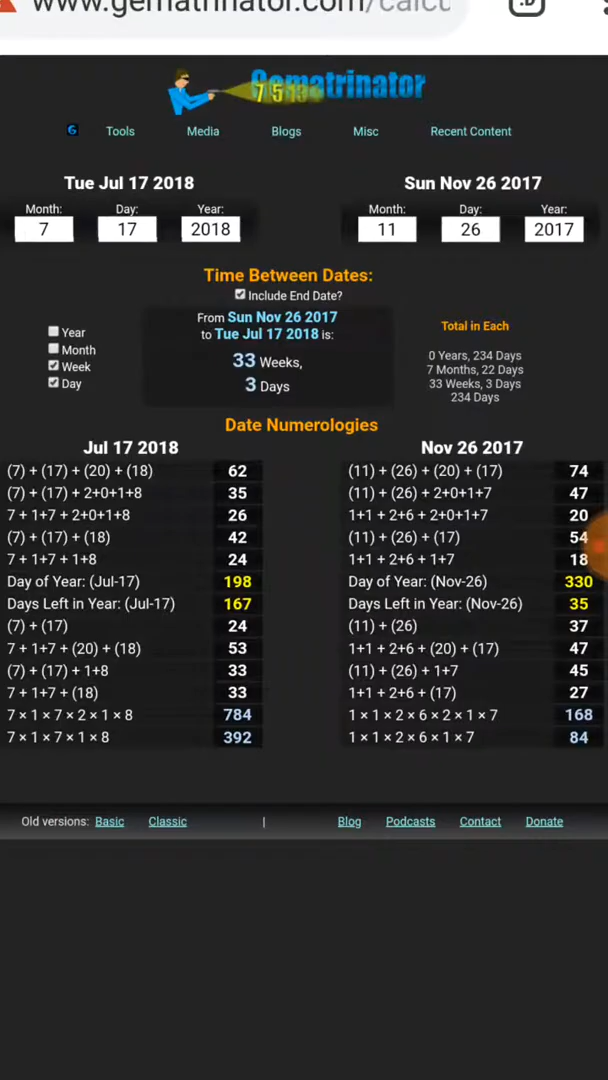 www.gematrinator.com/calct
:D
7 5 13
Gematrinator
G Tools Media Blogs Misc Recent Content
Tue Jul 17 2018
Month: Day: Year:
7 17 2018
Sun Nov 26 2017
Month: Day: Year:
11 26 2017
Time Between Dates:
Include End Date?
Year
Month
Week
Day
From Sun Nov 26 2017
to Tue Jul 17 2018 is:
33 Weeks,
3 Days
Total in Each
0 Years, 234 Days
7 Months, 22 Days
33 Weeks, 3 Days
234 Days
Date Numerologies
Jul 17 2018
(7) + (17) + (20) + (18) 62
(7) + (17) + 2+0+1+8 35
7 + 1+7 + 2+0+1+8 26
(7) + (17) + (18) 42
7 + 1+7 + 1+8 24
Day of Year: (Jul-17) 198
Days Left in Year: (Jul-17) 167
(7) + (17) 24
7 + 1+7 + (20) + (18) 53
(7) + (17) + 1+8 33
7 + 1+7 + (18) 33
7 × 1 × 7 × 2 × 1 × 8 784
7 × 1 × 7 × 1 × 8 392
Nov 26 2017
(11) + (26) + (20) + (17) 74
(11) + (26) + 2+0+1+7 47
1+1 + 2+6 + 2+0+1+7 20
(11) + (26) + (17) 54
1+1 + 2+6 + 1+7 18
Day of Year: (Nov-26) 330
Days Left in Year: (Nov-26) 35
(11) + (26) 37
1+1 + 2+6 + (20) + (17) 47
(11) + (26) + 1+7 45
1+1 + 2+6 + (17) 27
1 × 1 × 2 × 6 × 2 × 1 × 7 168
1 × 1 × 2 × 6 × 1 × 7 84
Old versions: Basic Classic | Blog Podcasts Contact Donate